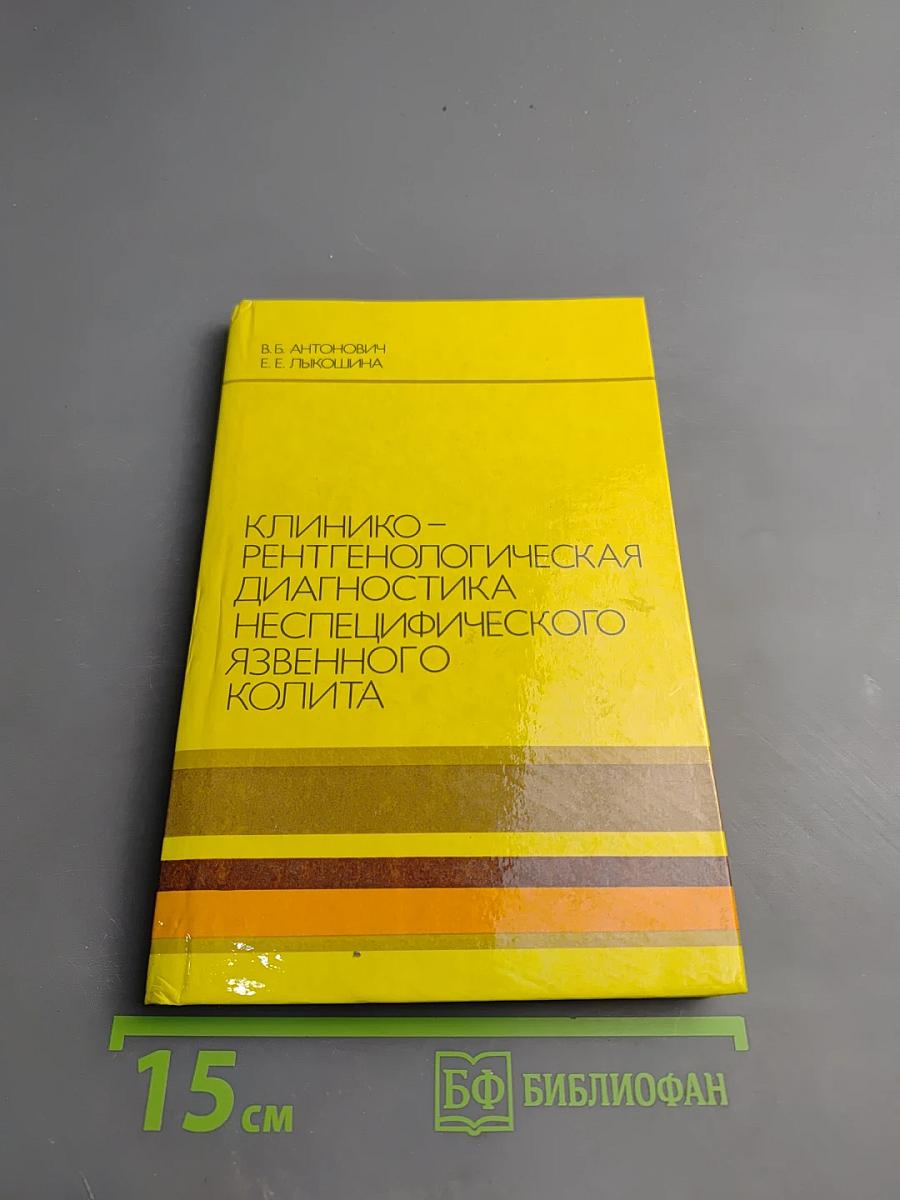 В. Б. АНТОНОВИЧ
Е. Е. ЛЫКОШИНА
КЛИНИКО–
РЕНТГЕНОЛОГИЧЕСКАЯ
ДИАГНОСТИКА
НЕСПЕЦИФИЧЕСКОГО
ЯЗВЕННОГО
КОЛИТА
15 см
БФ БИБЛИОФАН